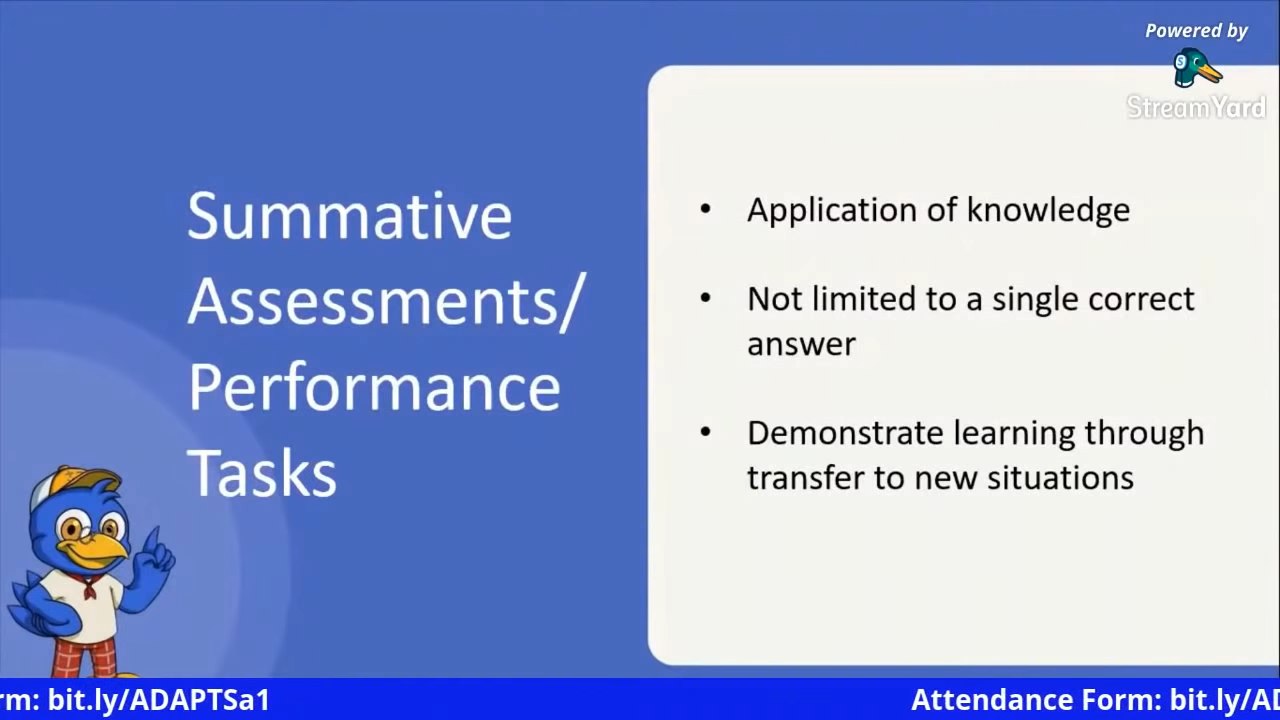 Powered by
StreamYard
Summative
Assessments/
Performance
Tasks
• Application of knowledge
• Not limited to a single correct
answer
• Demonstrate learning through
transfer to new situations
rm: bit.ly/ADAPTSa1
Attendance Form: bit.ly/AD